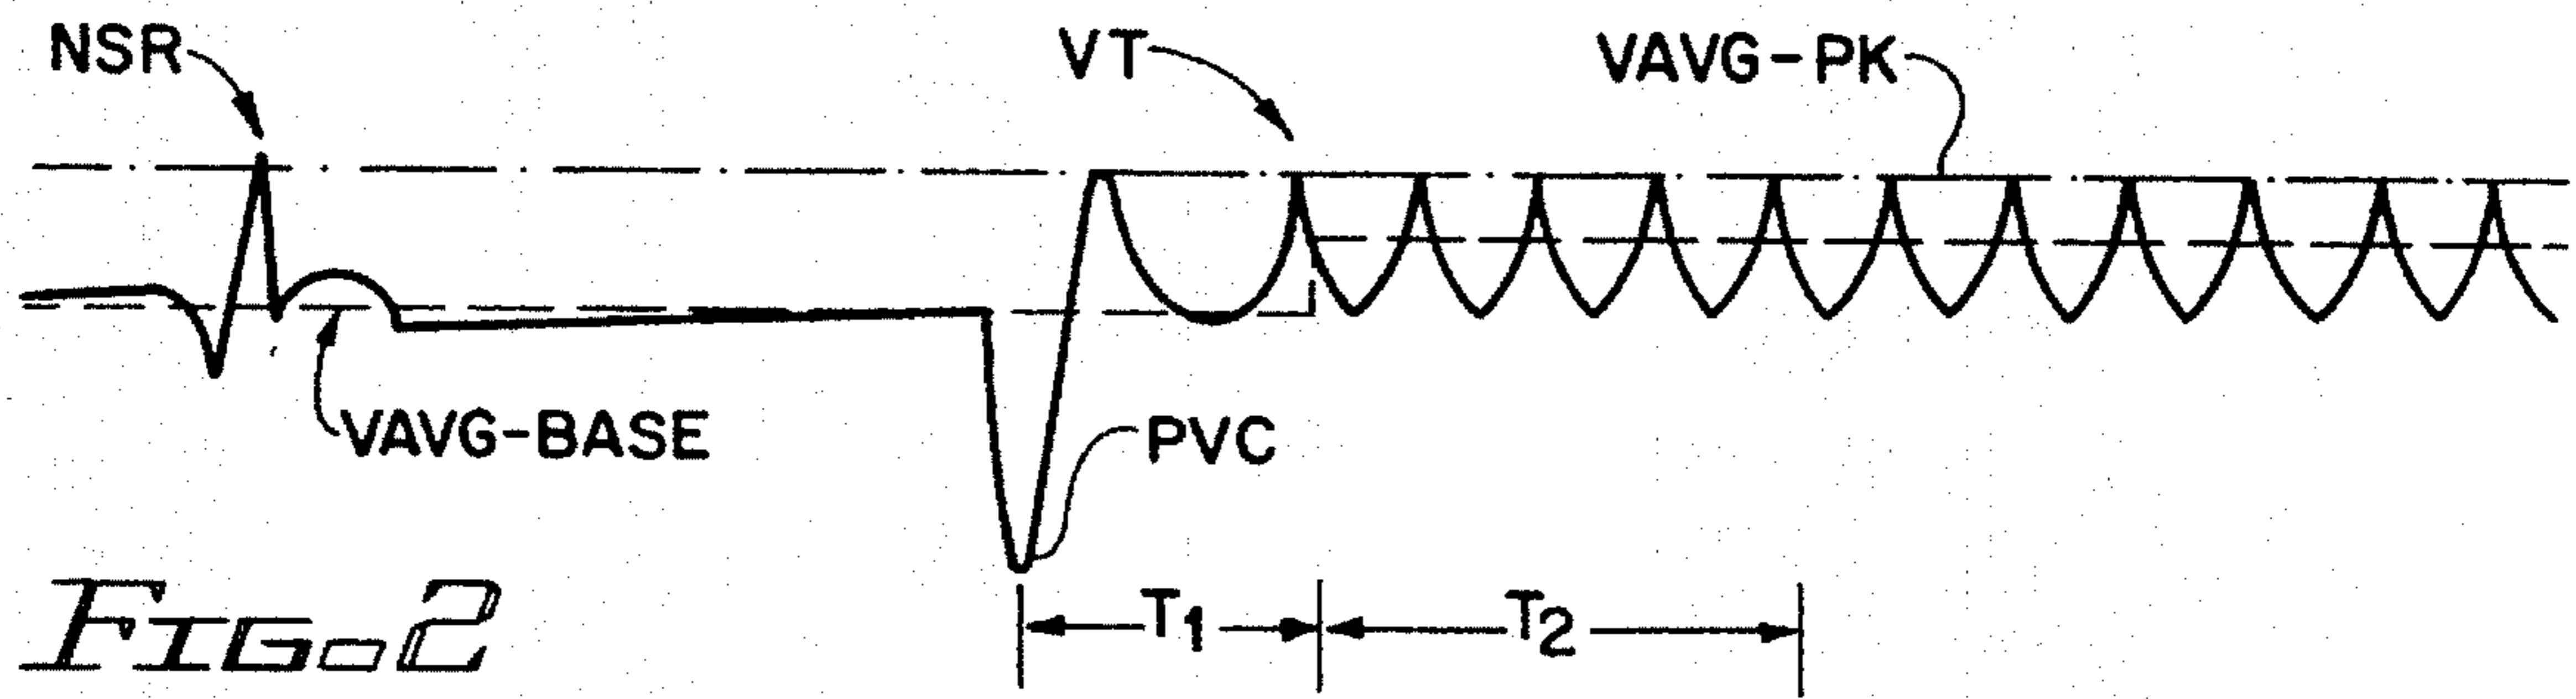 NSR
VT
VAVG-PK
VAVG-BASE
PVC
T1
T2
FIG. 2